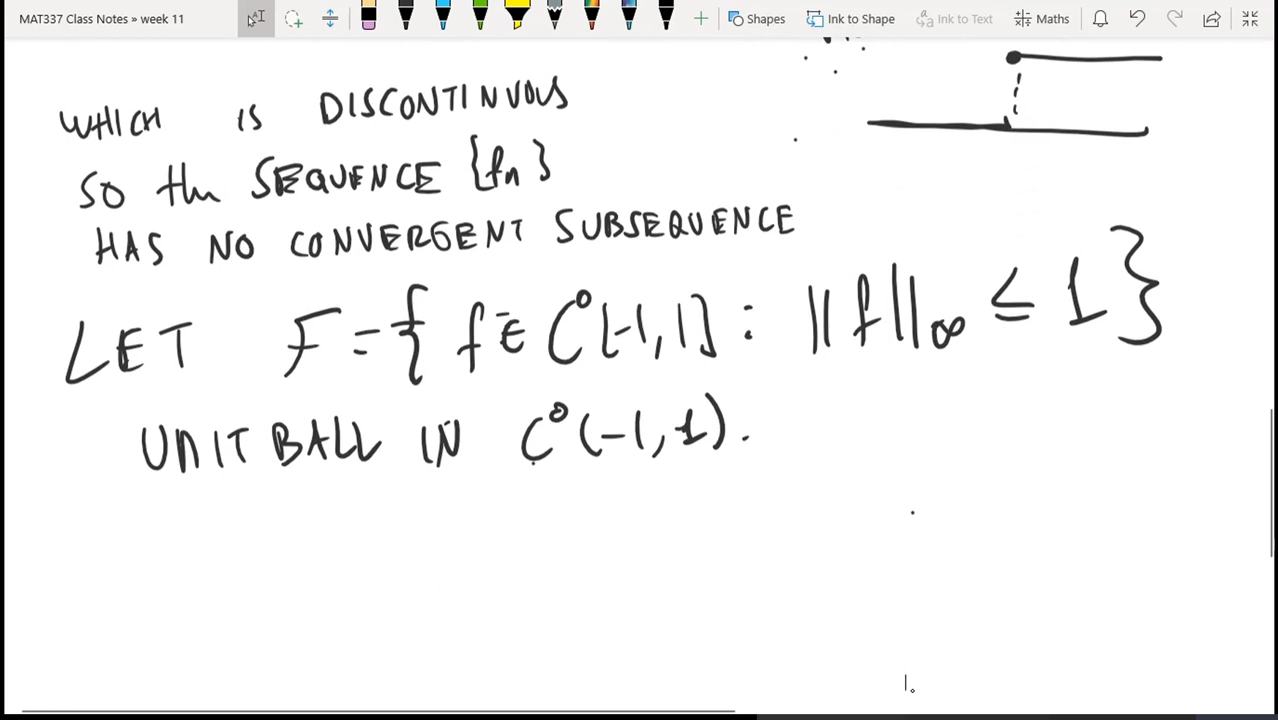 MAT337 Class Notes » week 11
Shapes
Ink to Shape
Ink to Text
Maths
WHICH IS DISCONTINUOUS
SO the SEQUENCE {fn}
HAS NO CONVERGENT SUBSEQUENCE
LET F = { f ∈ C⁰[-1,1] : ||f||∞ ≤ 1 }
UNIT BALL IN C⁰(-1,1).